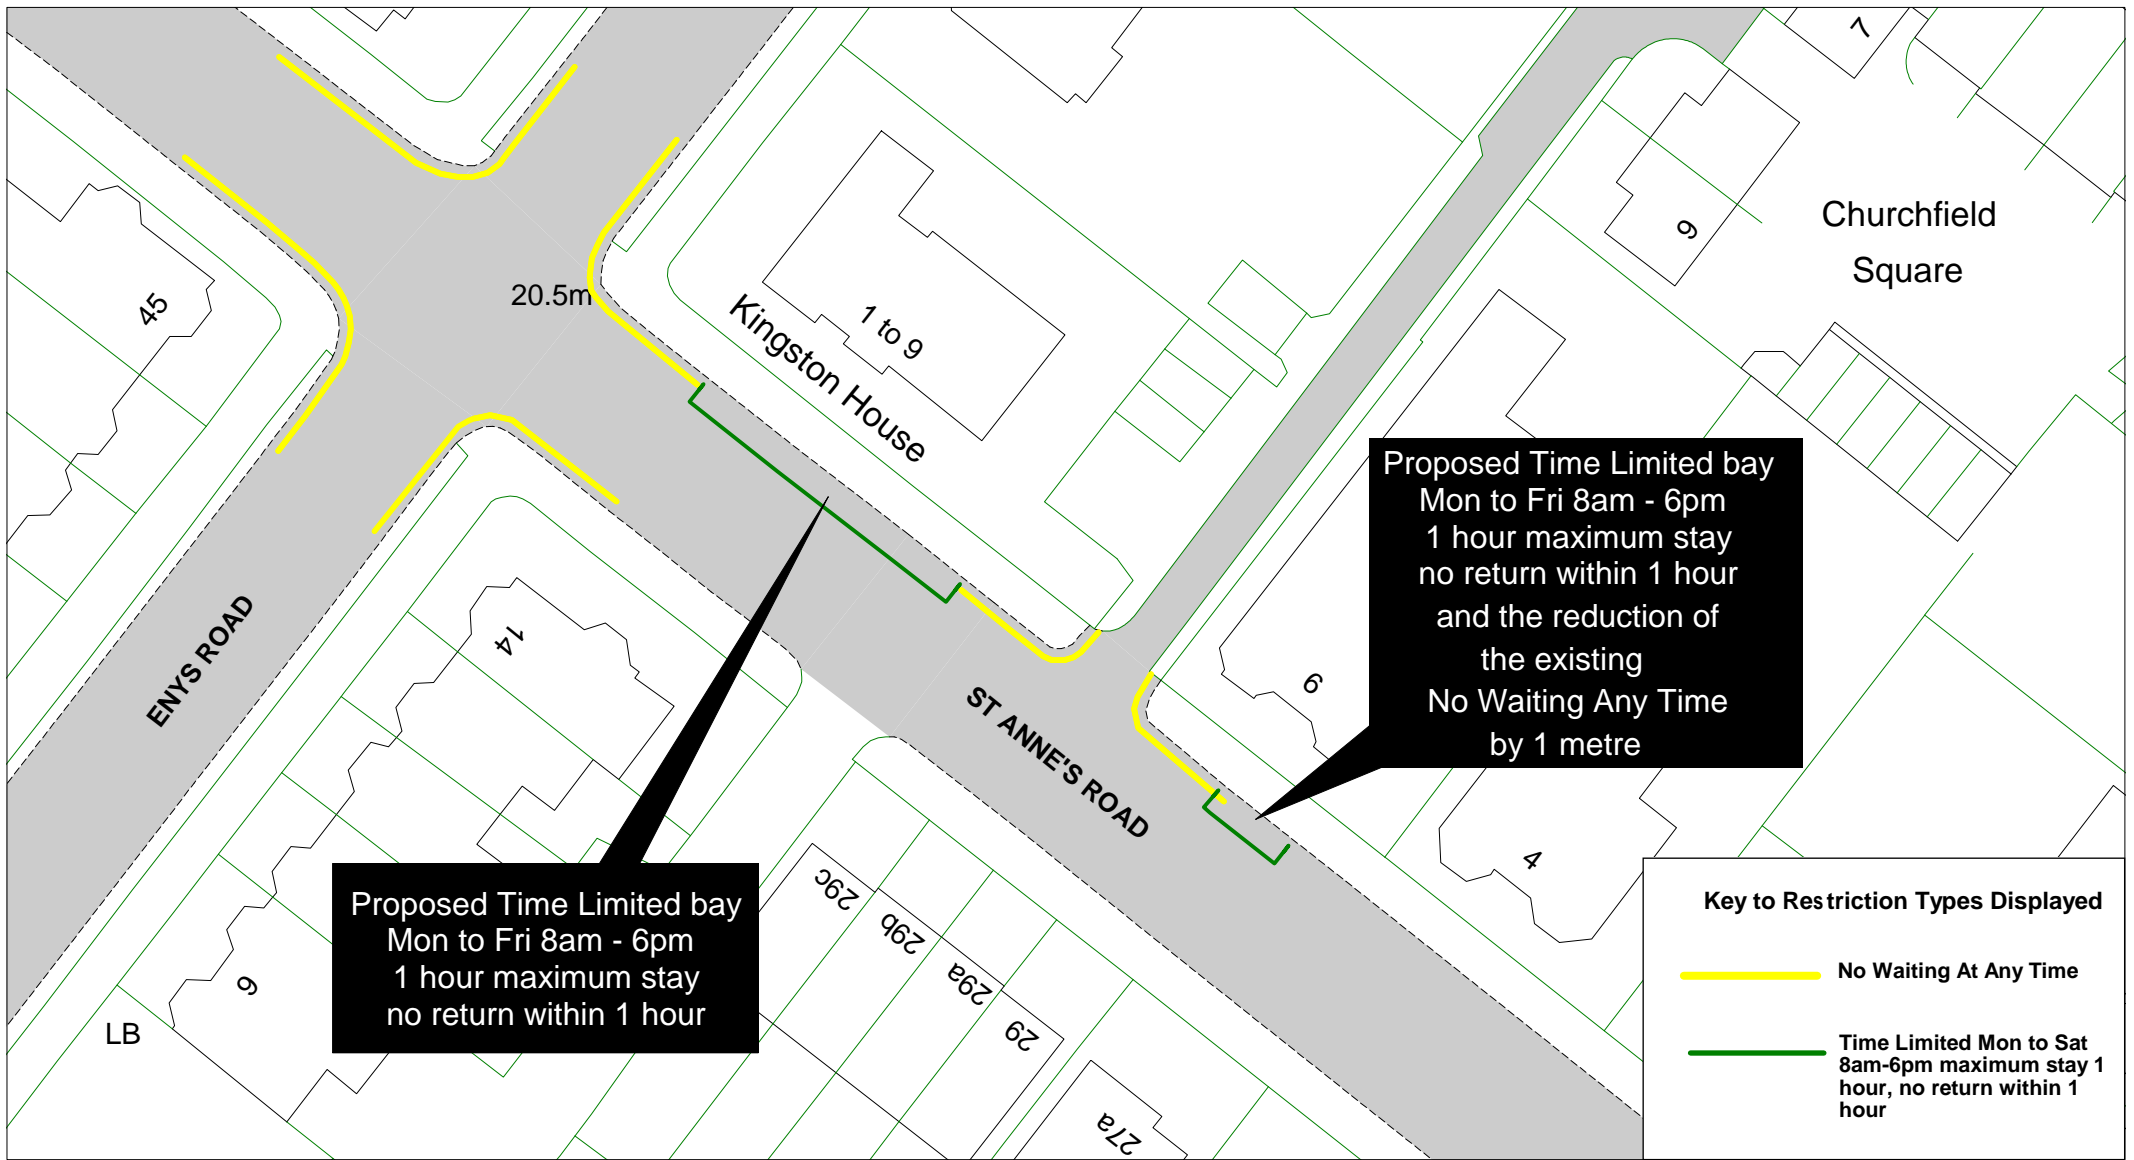 7
Churchfield
Square
6
45
20.5m
1 to 9
Kingston House
Proposed Time Limited bay
Mon to Fri 8am - 6pm
1 hour maximum stay
no return within 1 hour
and the reduction of
the existing
No Waiting Any Time
by 1 metre
ENYS ROAD
14
ST ANNE'S ROAD
6
4
29c
29b
29a
29
27a
9
LB
Proposed Time Limited bay
Mon to Fri 8am - 6pm
1 hour maximum stay
no return within 1 hour
Key to Restriction Types Displayed
No Waiting At Any Time
Time Limited Mon to Sat
8am-6pm maximum stay 1
hour, no return within 1
hour